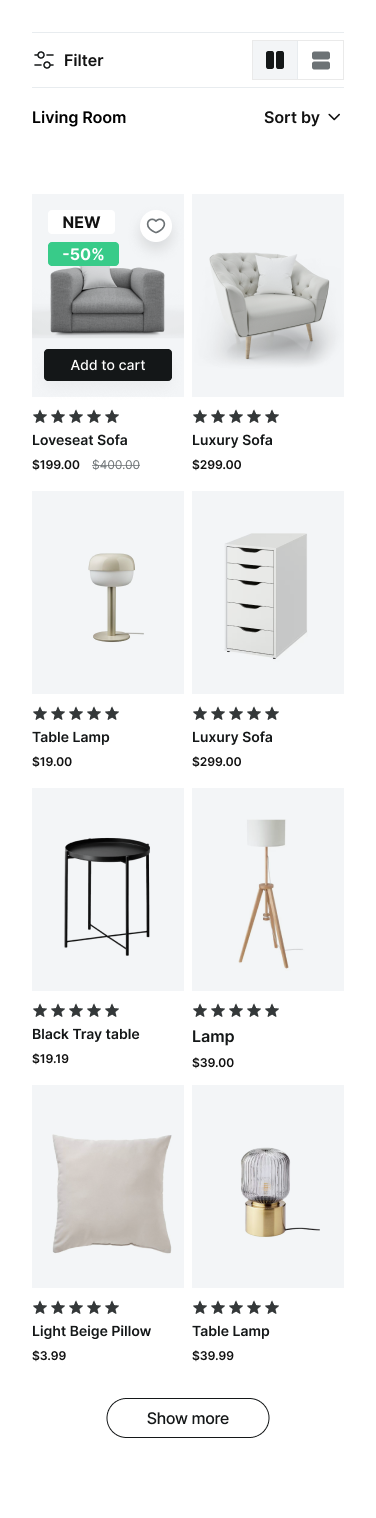 Filter
Living Room
Sort by
NEW
-50%
Add to cart
Loveseat Sofa
$199.00 $400.00
Luxury Sofa
$299.00
Table Lamp
$19.00
Luxury Sofa
$299.00
Black Tray table
$19.19
Lamp
$39.00
Light Beige Pillow
$3.99
Table Lamp
$39.99
Show more